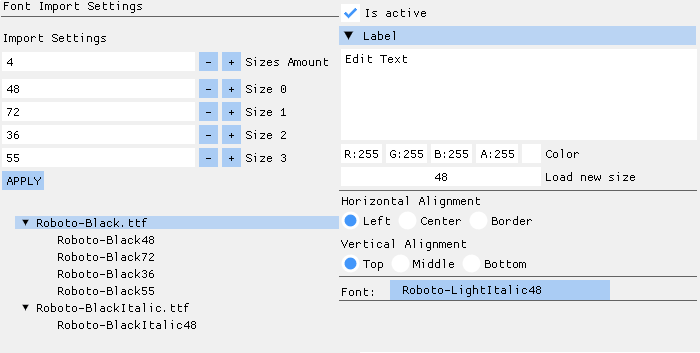 Font Import Settings
Import Settings
4 - + Sizes Amount
48 - + Size 0
72 - + Size 1
36 - + Size 2
55 - + Size 3
APPLY
Roboto-Black.ttf
Roboto-Black48
Roboto-Black72
Roboto-Black36
Roboto-Black55
Roboto-BlackItalic.ttf
Roboto-BlackItalic48
Is active
Label
Edit Text
R:255 G:255 B:255 A:255 Color
48 Load new size
Horizontal Alignment
Left Center Border
Vertical Alignment
Top Middle Bottom
Font: Roboto-LightItalic48